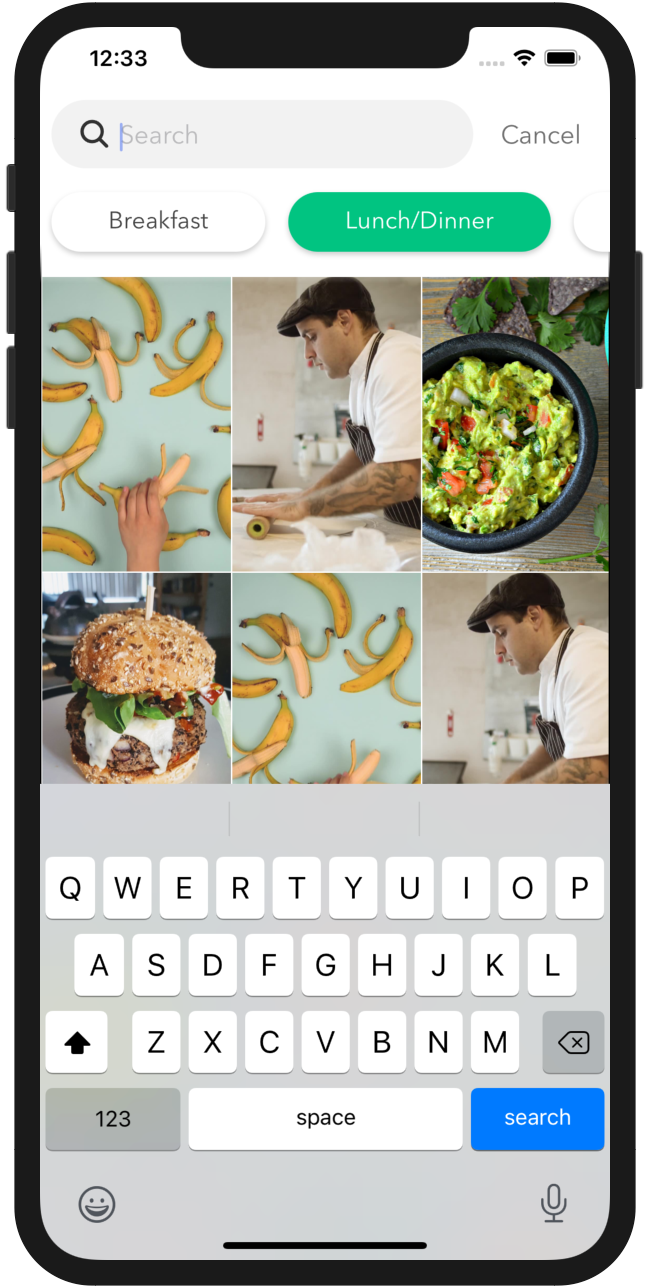 12:33
Search Cancel
Breakfast Lunch/Dinner
Q W E R T Y U I O P
A S D F G H J K L
Z X C V B N M
123 space search